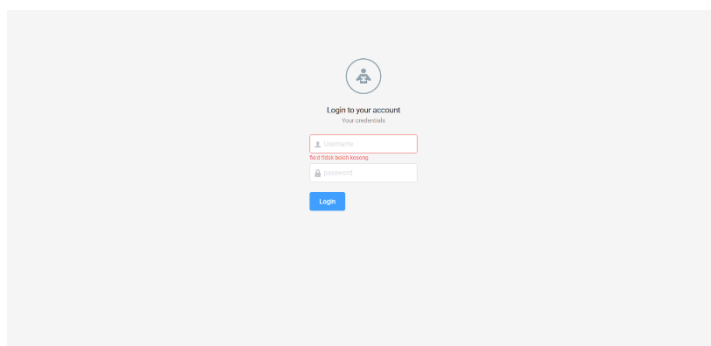 Login to your account
Your credentials
Username
field tidak boleh kosong
password
Login